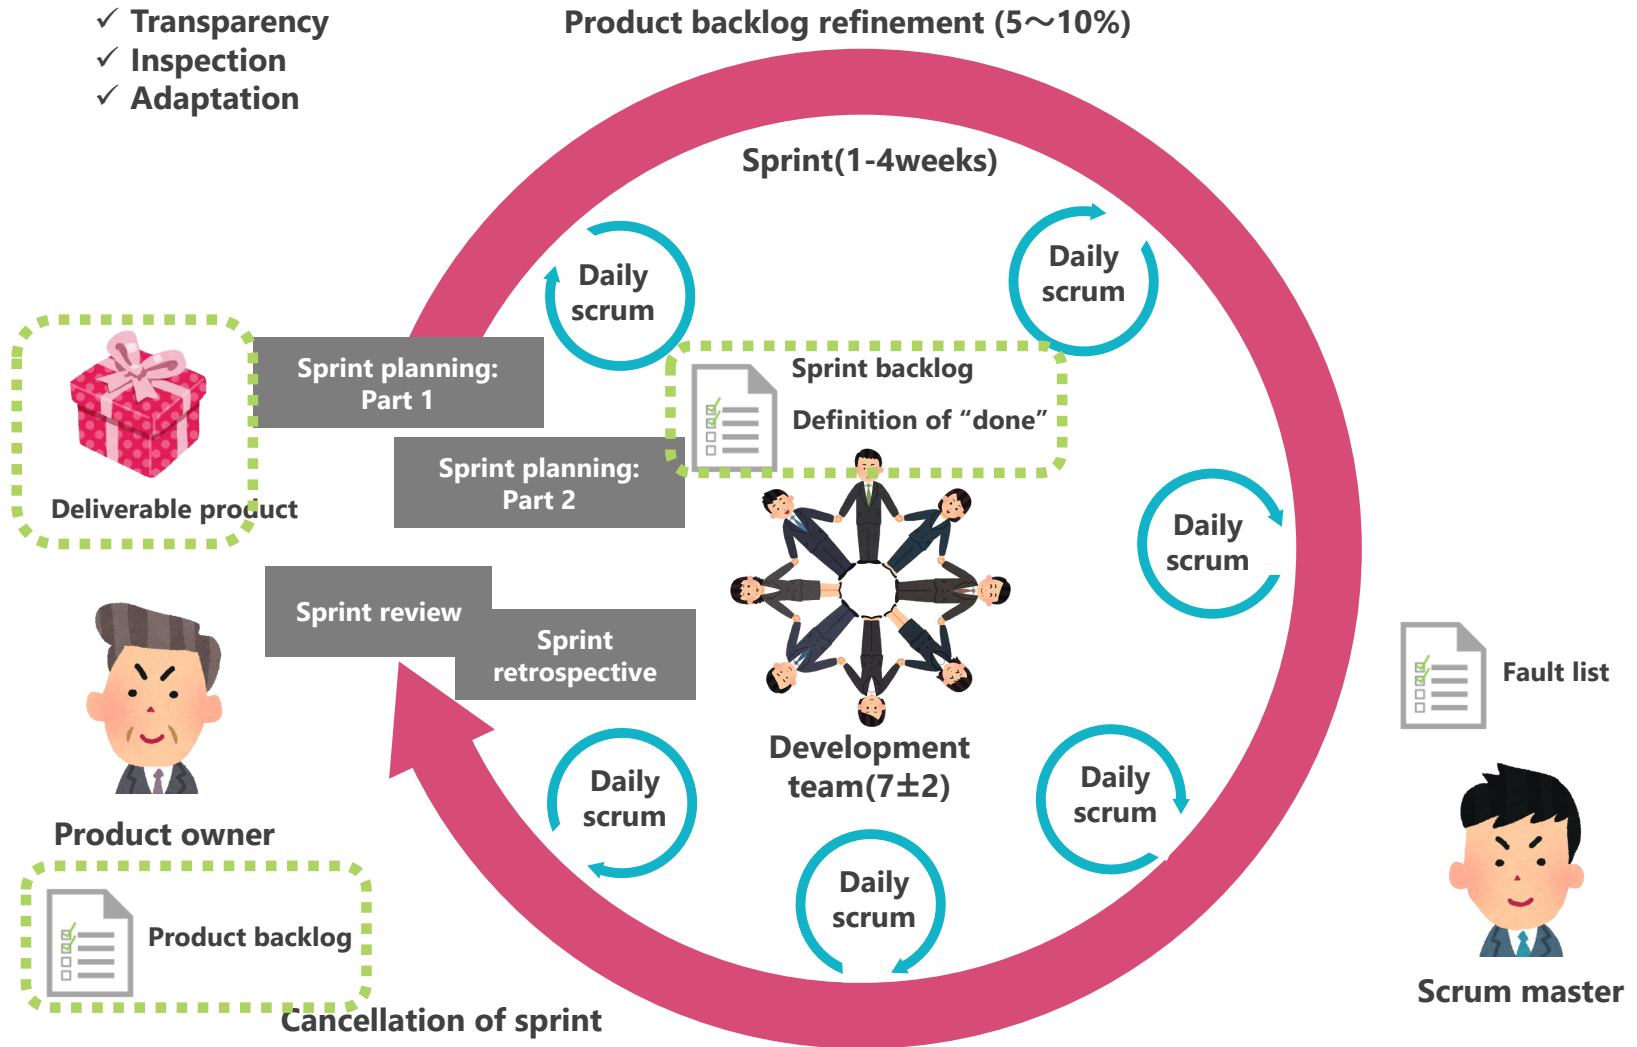 ✓ Transparency
✓ Inspection
✓ Adaptation
Product backlog refinement (5～10%)
Sprint(1-4weeks)
Daily
scrum
Daily
scrum
Sprint planning:
Part 1
Sprint backlog
Definition of “done”
Sprint planning:
Part 2
Deliverable product
Daily
scrum
Sprint review
Sprint
retrospective
Fault list
Development
team(7±2)
Daily
scrum
Daily
scrum
Product owner
Daily
scrum
Product backlog
Scrum master
Cancellation of sprint